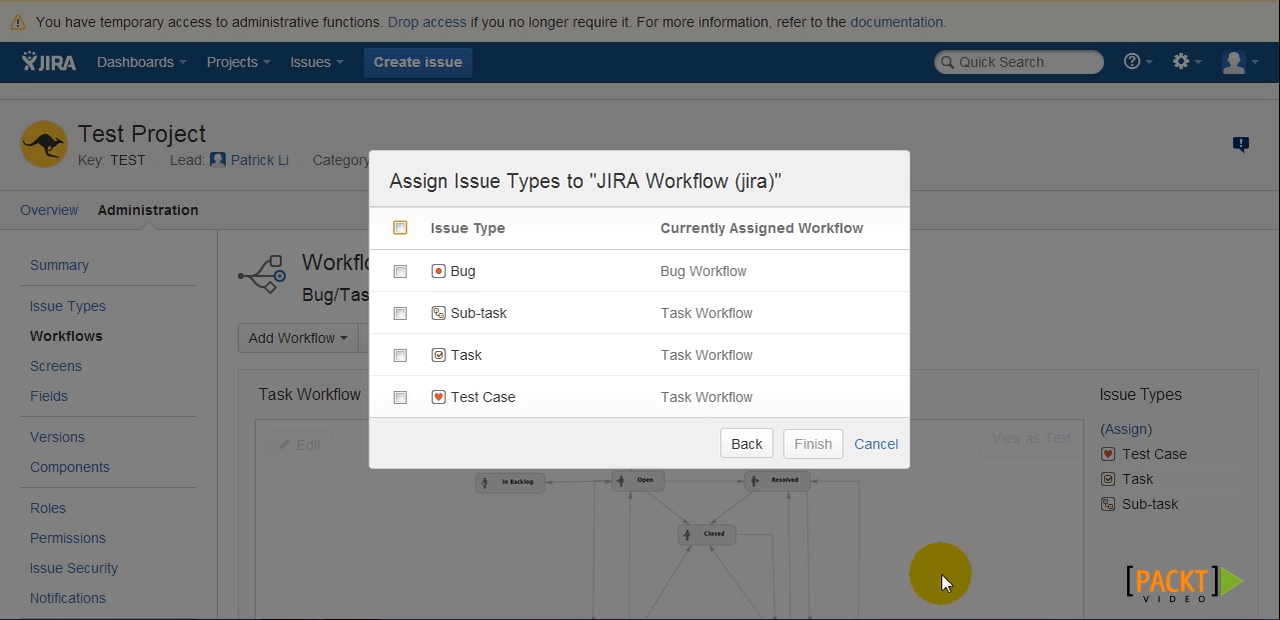 You have temporary access to administrative functions. Drop access if you no longer require it. For more information, refer to the documentation.
JIRA Dashboards Projects Issues Create issue Quick Search
Test Project
Key: TEST · Lead: Patrick Li · Category
Overview Administration
Assign Issue Types to "JIRA Workflow (jira)"
Issue Type Currently Assigned Workflow
Bug Bug Workflow
Sub-task Task Workflow
Task Task Workflow
Test Case Task Workflow
Back Finish Cancel
Summary
Issue Types
Workflows
Screens
Fields
Versions
Components
Roles
Permissions
Issue Security
Notifications
Bug/Tas
Add Workflow
Task Workflow
Edit
View as Text
In Backlog
Open
Resolved
Closed
Issue Types
(Assign)
Test Case
Task
Sub-task
[PACKT]
VIDEO